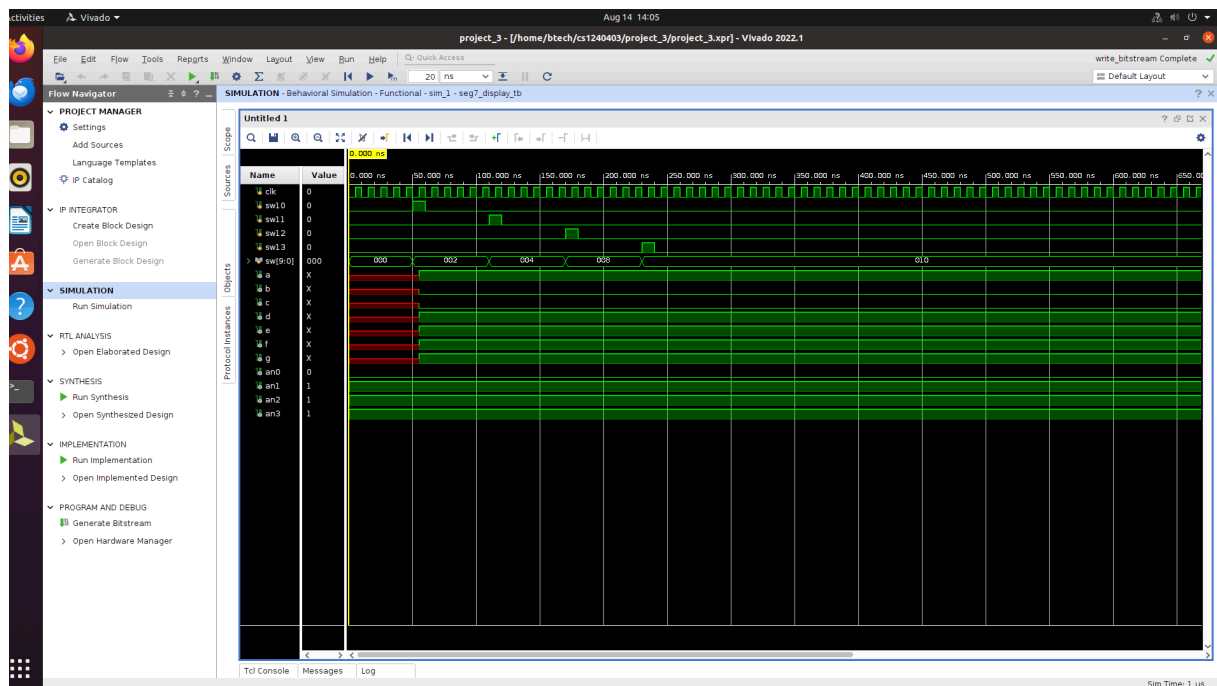 Activities Vivado Aug 14 14:05
project_3 - [/home/btech/cs1240403/project_3/project_3.xpr] - Vivado 2022.1
File Edit Flow Tools Reports Window Layout View Run Help Q- Quick Access write_bitstream Complete
20 ns Default Layout
Flow Navigator
SIMULATION - Behavioral Simulation - Functional - sim_1 - seg7_display_tb
PROJECT MANAGER
Settings
Add Sources
Language Templates
IP Catalog
IP INTEGRATOR
Create Block Design
Open Block Design
Generate Block Design
SIMULATION
Run Simulation
RTL ANALYSIS
Open Elaborated Design
SYNTHESIS
Run Synthesis
Open Synthesized Design
IMPLEMENTATION
Run Implementation
Open Implemented Design
PROGRAM AND DEBUG
Generate Bitstream
Open Hardware Manager
Scope
Sources
Objects
Protocol Instances
Untitled 1
0.000 ns
Name Value 0.000 ns 50.000 ns 100.000 ns 150.000 ns 200.000 ns 250.000 ns 300.000 ns 350.000 ns 400.000 ns 450.000 ns 500.000 ns 550.000 ns 600.000 ns
clk 0
sw10 0
sw11 0
sw12 0
sw13 0
sw[9:0] 000 000 002 004 008 010
a X
b X
c X
d X
e X
f X
g X
an0 0
an1 1
an2 1
an3 1
Tcl Console Messages Log
Sim Time: 1 us